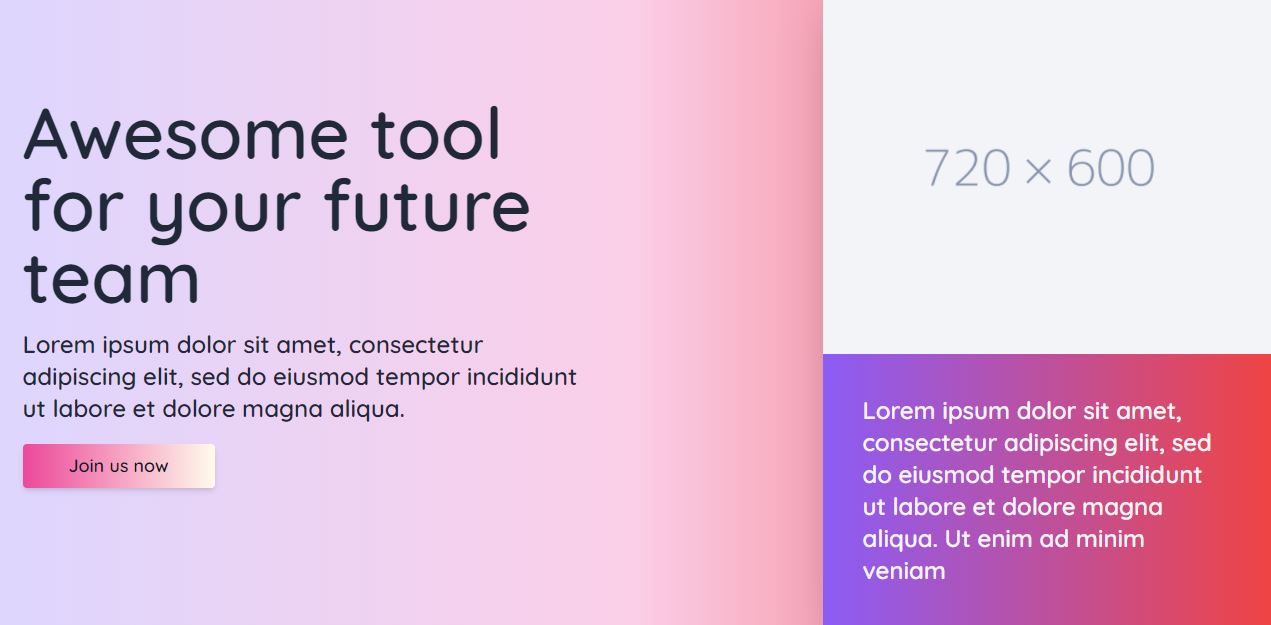 Awesome tool
for your future
team
Lorem ipsum dolor sit amet, consectetur
adipiscing elit, sed do eiusmod tempor incididunt
ut labore et dolore magna aliqua.
Join us now
720 × 600
Lorem ipsum dolor sit amet,
consectetur adipiscing elit, sed
do eiusmod tempor incididunt
ut labore et dolore magna
aliqua. Ut enim ad minim
veniam